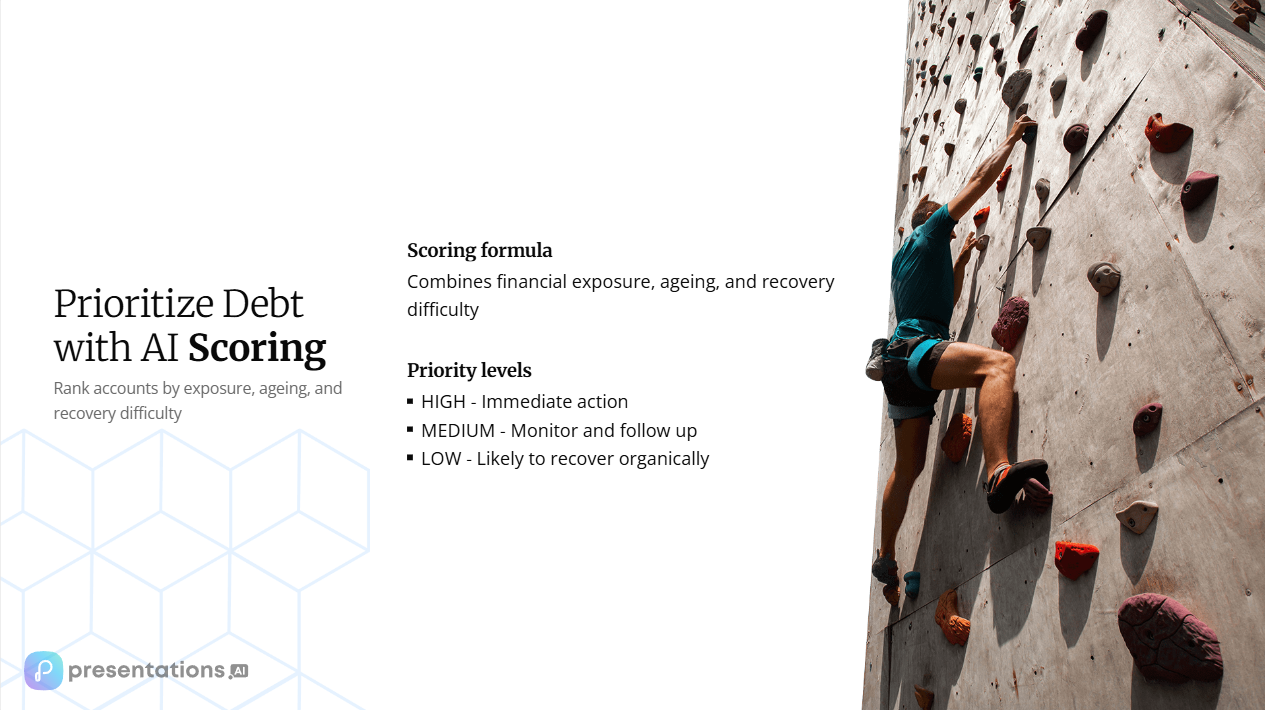 Prioritize Debt
with AI Scoring
Rank accounts by exposure, ageing, and
recovery difficulty
Scoring formula
Combines financial exposure, ageing, and recovery
difficulty
Priority levels
▪ HIGH - Immediate action
▪ MEDIUM - Monitor and follow up
▪ LOW - Likely to recover organically
presentations.AI